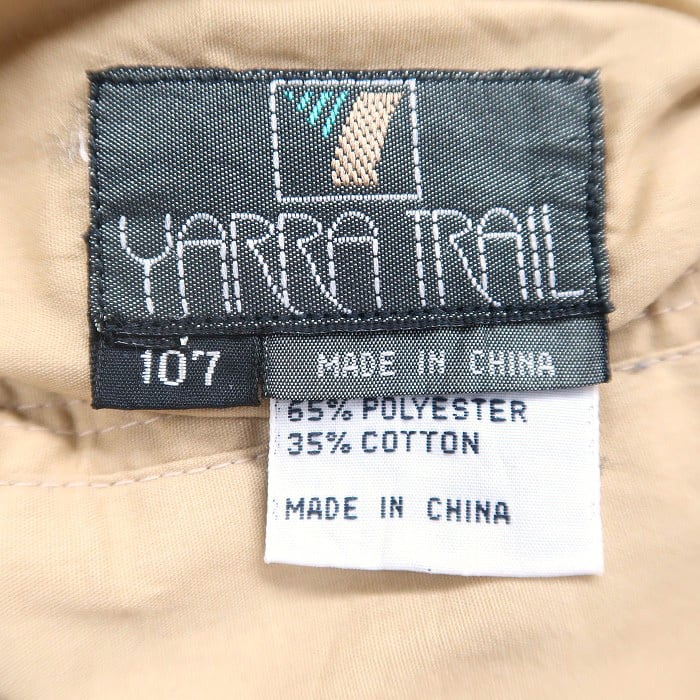 YARRA TRAIL
107
MADE IN CHINA
65% POLYESTER
35% COTTON
MADE IN CHINA